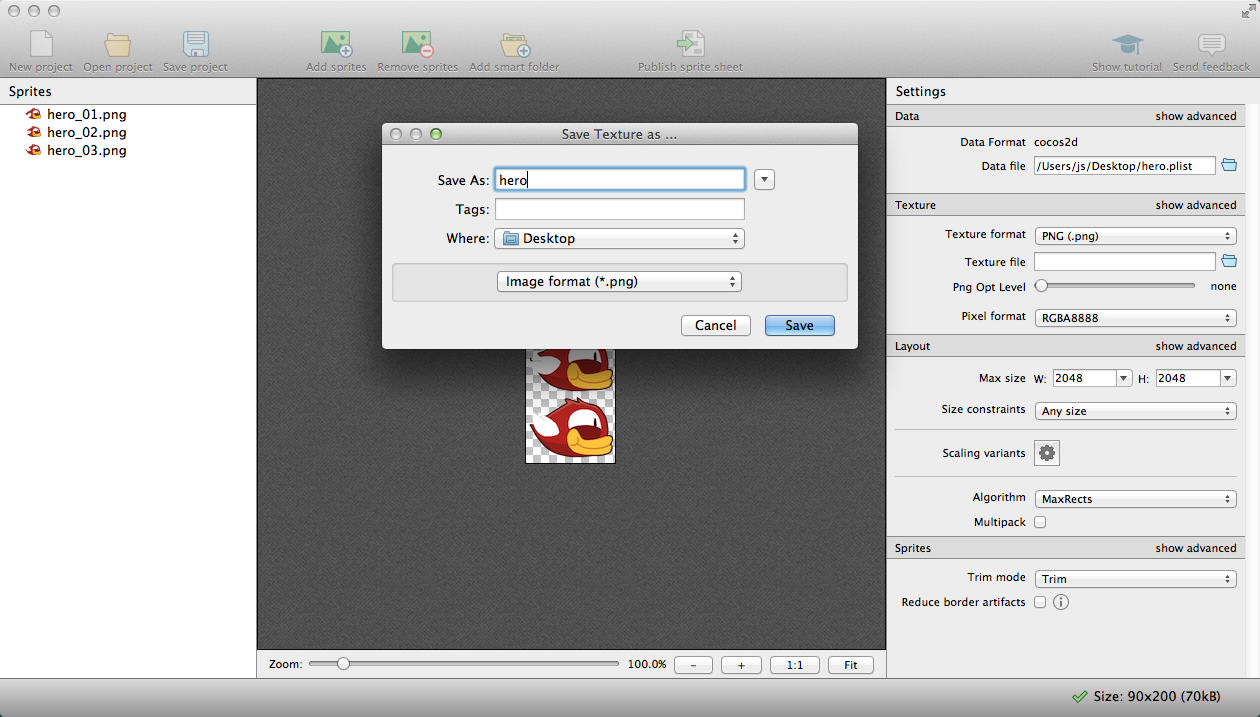 New project Open project Save project Add sprites Remove sprites Add smart folder Publish sprite sheet Show tutorial Send feedback
Sprites
hero_01.png
hero_02.png
hero_03.png
Save Texture as ...
Save As: hero
Tags:
Where: Desktop
Image format (*.png)
Cancel Save
Zoom: 100.0% - + 1:1 Fit
Settings
Data show advanced
Data Format cocos2d
Data file /Users/js/Desktop/hero.plist
Texture show advanced
Texture format PNG (.png)
Texture file
Png Opt Level none
Pixel format RGBA8888
Layout show advanced
Max size W: 2048 H: 2048
Size constraints Any size
Scaling variants
Algorithm MaxRects
Multipack
Sprites show advanced
Trim mode Trim
Reduce border artifacts i
Size: 90x200 (70kB)